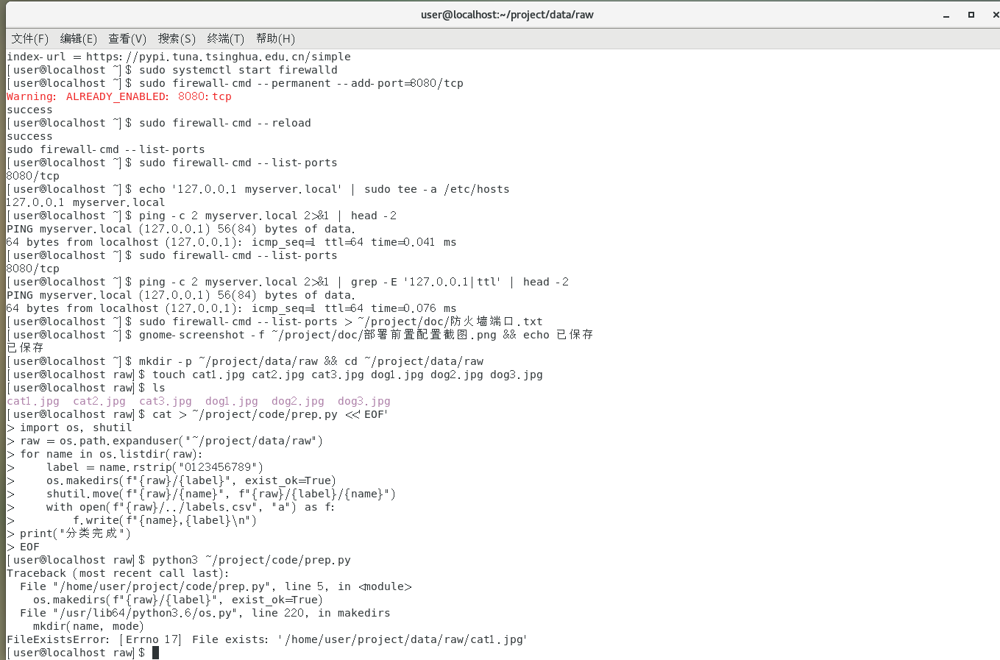 user@localhost:~/project/data/raw
文件(F) 编辑(E) 查看(V) 搜索(S) 终端(T) 帮助(H)
index-url = https://pypi.tuna.tsinghua.edu.cn/simple
[user@localhost ~]$ sudo systemctl start firewalld
[user@localhost ~]$ sudo firewall-cmd --permanent --add-port=8080/tcp
Warning: ALREADY_ENABLED: 8080:tcp
success
[user@localhost ~]$ sudo firewall-cmd --reload
success
sudo firewall-cmd --list-ports
[user@localhost ~]$ sudo firewall-cmd --list-ports
8080/tcp
[user@localhost ~]$ echo '127.0.0.1 myserver.local' | sudo tee -a /etc/hosts
127.0.0.1 myserver.local
[user@localhost ~]$ ping -c 2 myserver.local 2>&1 | head -2
PING myserver.local (127.0.0.1) 56(84) bytes of data.
64 bytes from localhost (127.0.0.1): icmp_seq=1 ttl=64 time=0.041 ms
[user@localhost ~]$ sudo firewall-cmd --list-ports
8080/tcp
[user@localhost ~]$ ping -c 2 myserver.local 2>&1 | grep -E '127.0.0.1|ttl' | head -2
PING myserver.local (127.0.0.1) 56(84) bytes of data.
64 bytes from localhost (127.0.0.1): icmp_seq=1 ttl=64 time=0.076 ms
[user@localhost ~]$ sudo firewall-cmd --list-ports > ~/project/doc/防火墙端口.txt
[user@localhost ~]$ gnome-screenshot -f ~/project/doc/部署前置配置截图.png && echo 已保存
已保存
[user@localhost ~]$ mkdir -p ~/project/data/raw && cd ~/project/data/raw
[user@localhost raw]$ touch cat1.jpg cat2.jpg cat3.jpg dog1.jpg dog2.jpg dog3.jpg
[user@localhost raw]$ ls
cat1.jpg  cat2.jpg  cat3.jpg  dog1.jpg  dog2.jpg  dog3.jpg
[user@localhost raw]$ cat > ~/project/code/prep.py <<'EOF'
> import os, shutil
> raw = os.path.expanduser("~/project/data/raw")
> for name in os.listdir(raw):
>     label = name.rstrip("0123456789")
>     os.makedirs(f"{raw}/{label}", exist_ok=True)
>     shutil.move(f"{raw}/{name}", f"{raw}/{label}/{name}")
>     with open(f"{raw}/../labels.csv", "a") as f:
>         f.write(f"{name},{label}\n")
> print("分类完成")
> EOF
[user@localhost raw]$ python3 ~/project/code/prep.py
Traceback (most recent call last):
  File "/home/user/project/code/prep.py", line 5, in <module>
    os.makedirs(f"{raw}/{label}", exist_ok=True)
  File "/usr/lib64/python3.6/os.py", line 220, in makedirs
    mkdir(name, mode)
FileExistsError: [Errno 17] File exists: '/home/user/project/data/raw/cat1.jpg'
[user@localhost raw]$